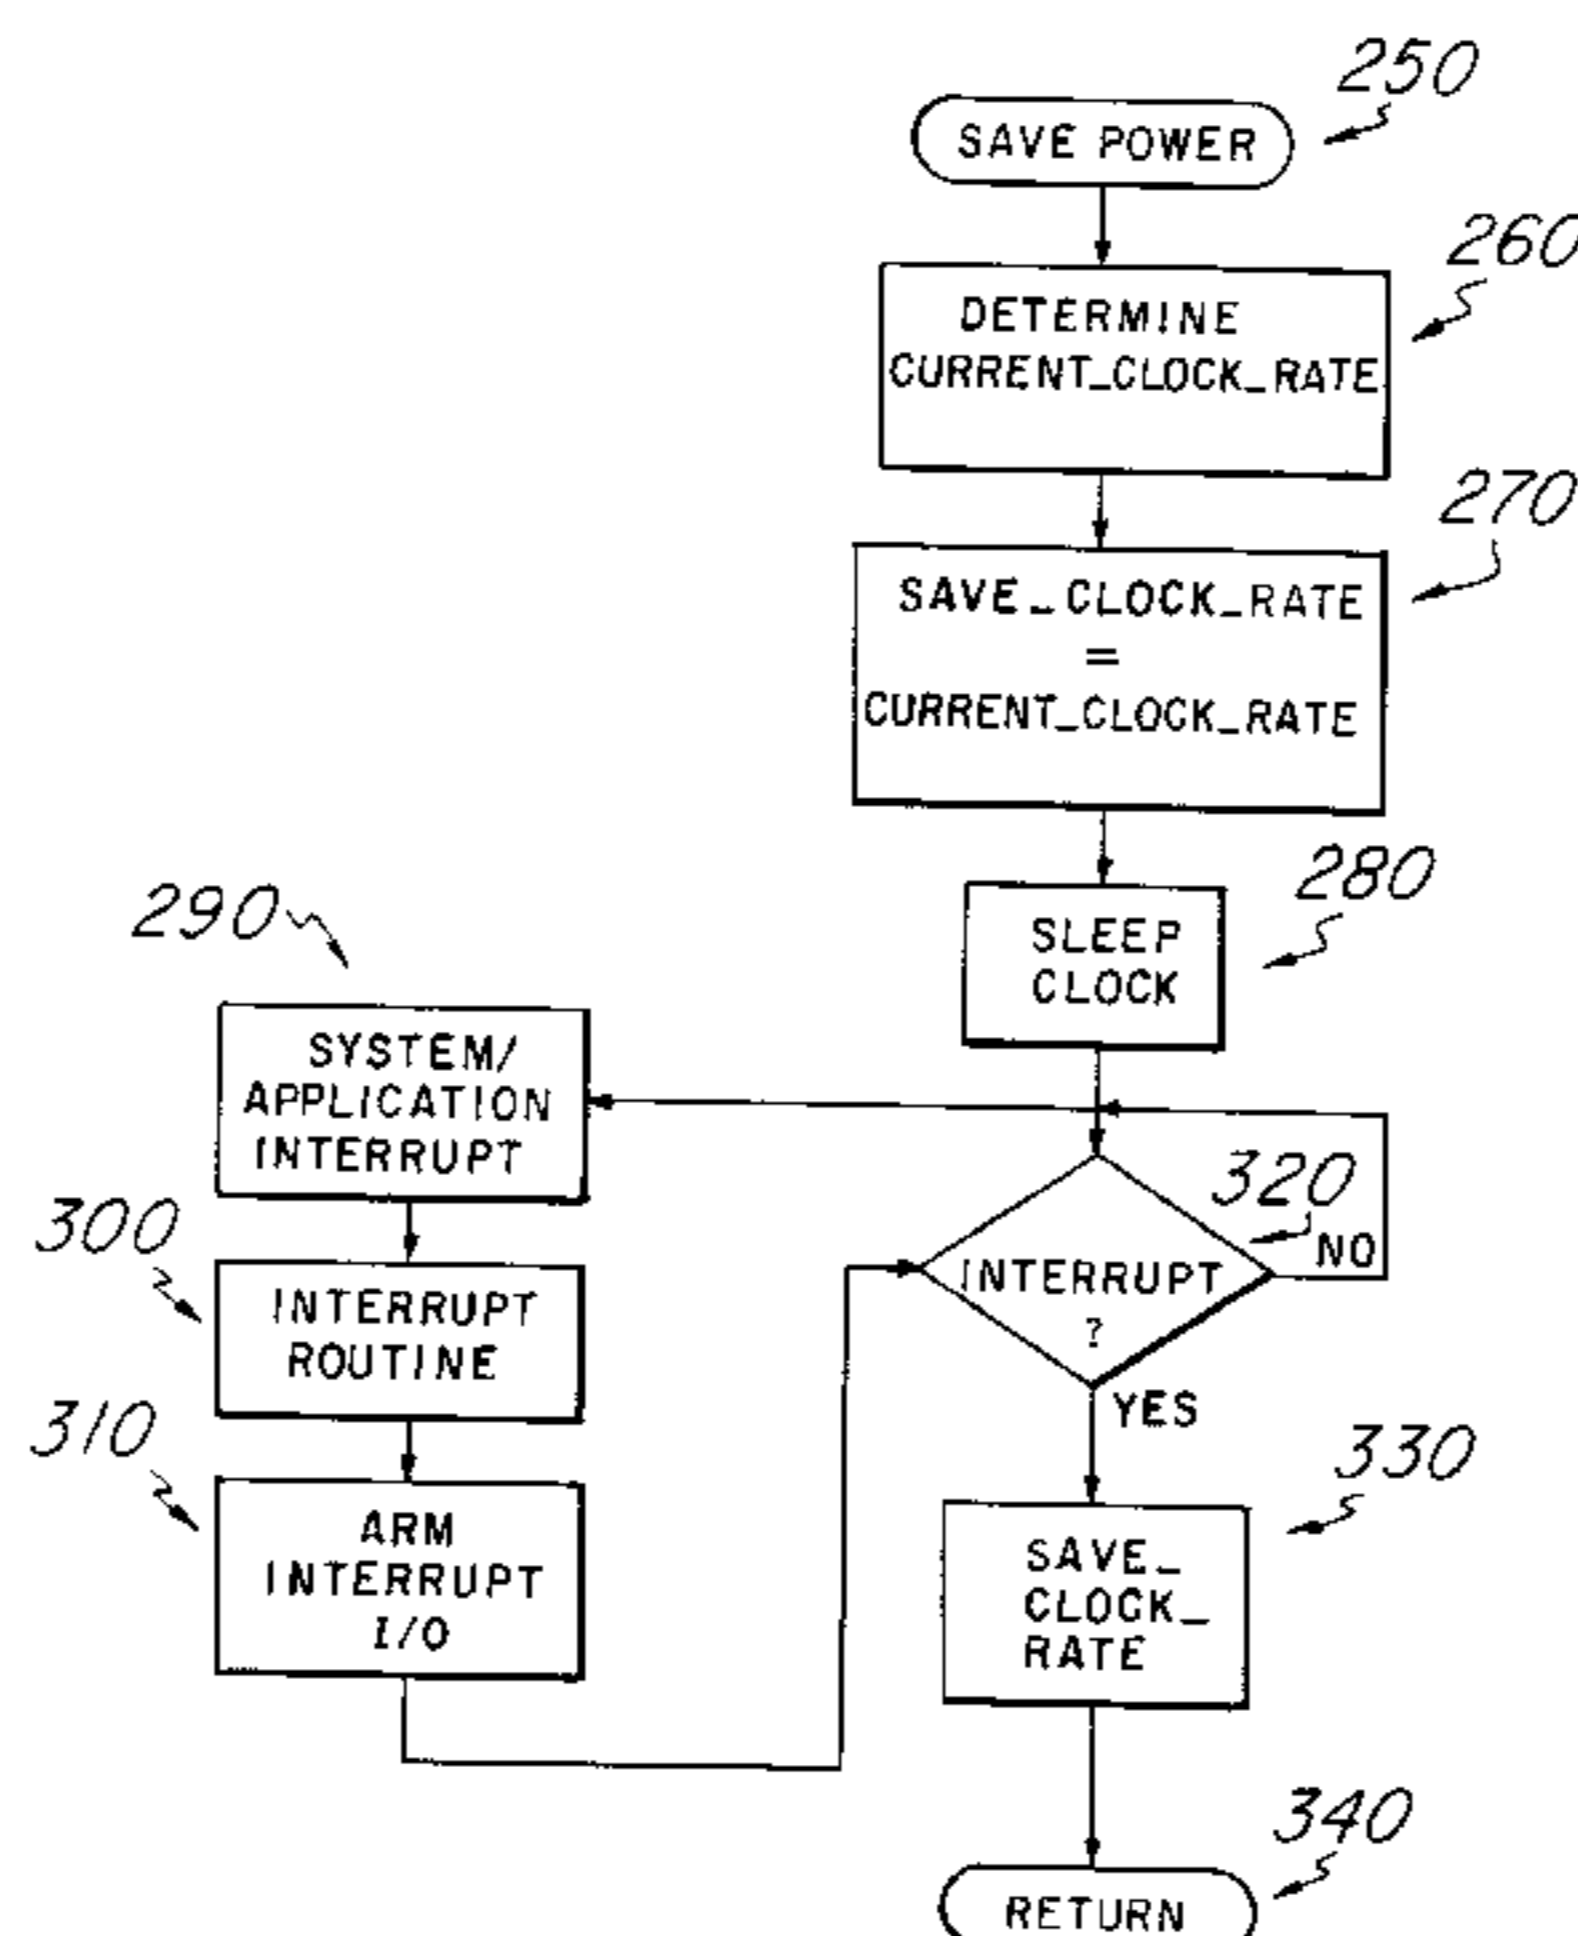 250
SAVE POWER
260
DETERMINE
CURRENT_CLOCK_RATE
270
SAVE_CLOCK_RATE
=
CURRENT_CLOCK_RATE
280
SLEEP
CLOCK
290
SYSTEM/
APPLICATION
INTERRUPT
300
INTERRUPT
ROUTINE
310
ARM
INTERRUPT
I/O
320
INTERRUPT
?
NO
YES
330
SAVE_
CLOCK_
RATE
340
RETURN